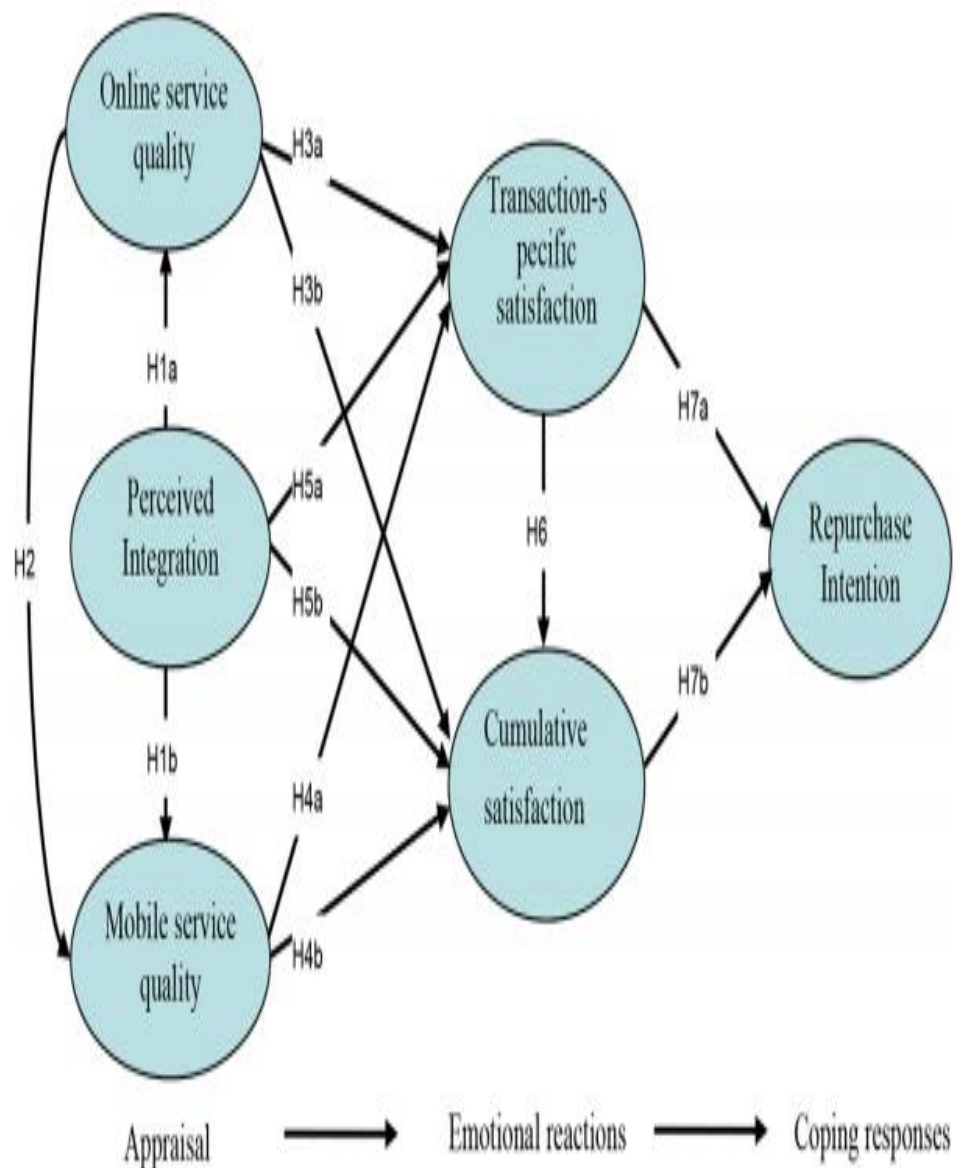 Online service
quality
H3a
Transaction-s
pecific
satisfaction
H3b
H1a
H7a
Perceived
Integration
H5a
H2
H6
Repurchase
Intention
H5b
H7b
Cumulative
satisfaction
H1b
H4a
Mobile service
quality
H4b
Appraisal
Emotional reactions
Coping responses